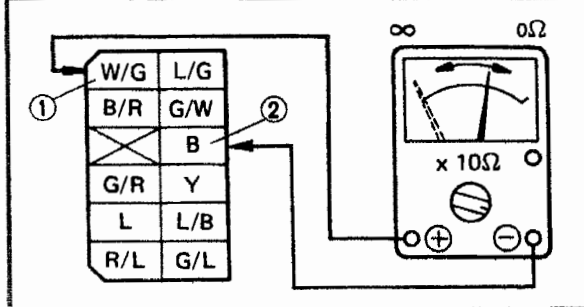 ∞ 0Ω
① W/G L/G
B/R G/W
② B
G/R Y
L L/B
R/L G/L
x 10Ω
+ −